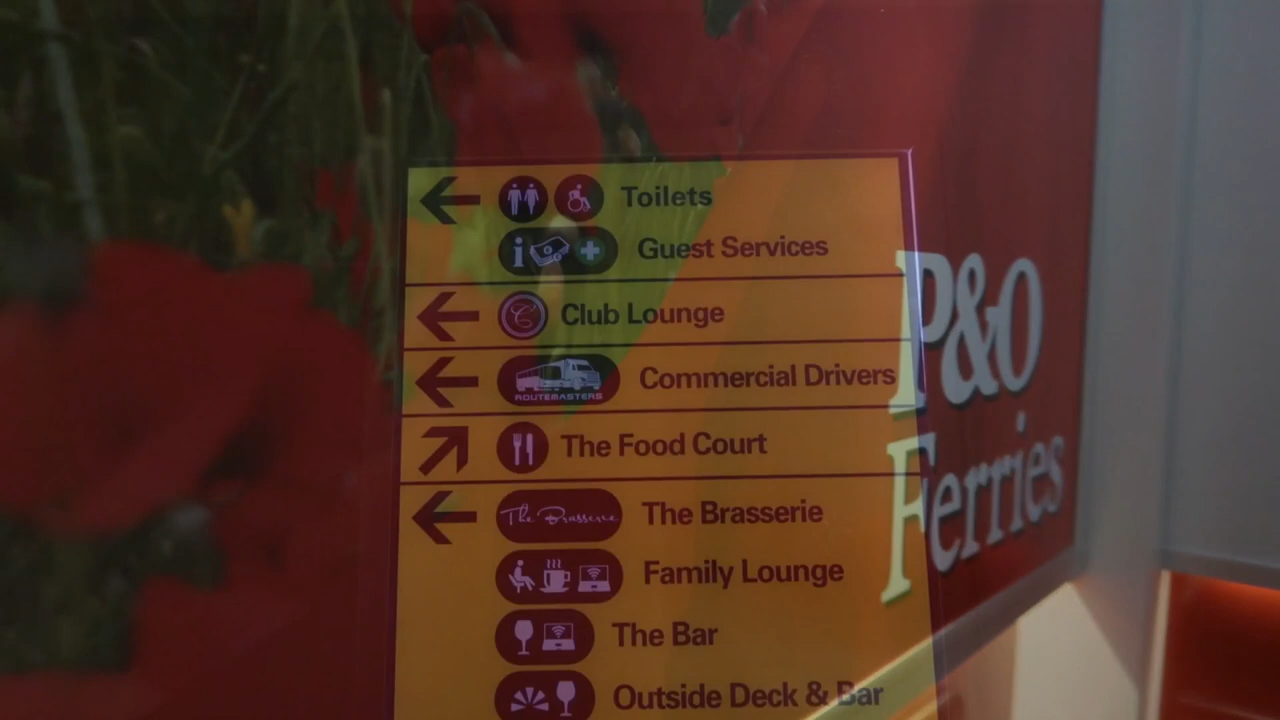 Toilets
Guest Services
Club Lounge
ROUTEMASTERS
Commercial Drivers
The Food Court
The Brasserie
The Brasserie
Family Lounge
The Bar
Outside Deck & Bar
P&O
Ferries